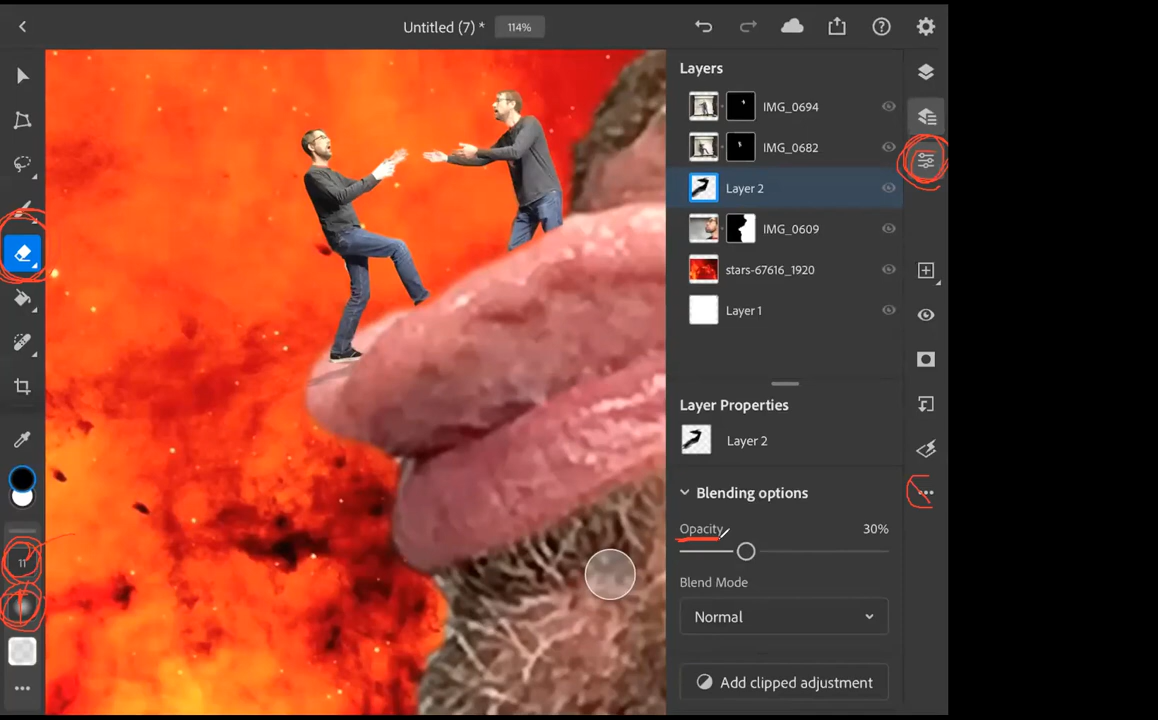 Untitled (7) *
114%
Layers
IMG_0694
IMG_0682
Layer 2
IMG_0609
stars-67616_1920
Layer 1
Layer Properties
Layer 2
Blending options
Opacity
30%
Blend Mode
Normal
Add clipped adjustment
11